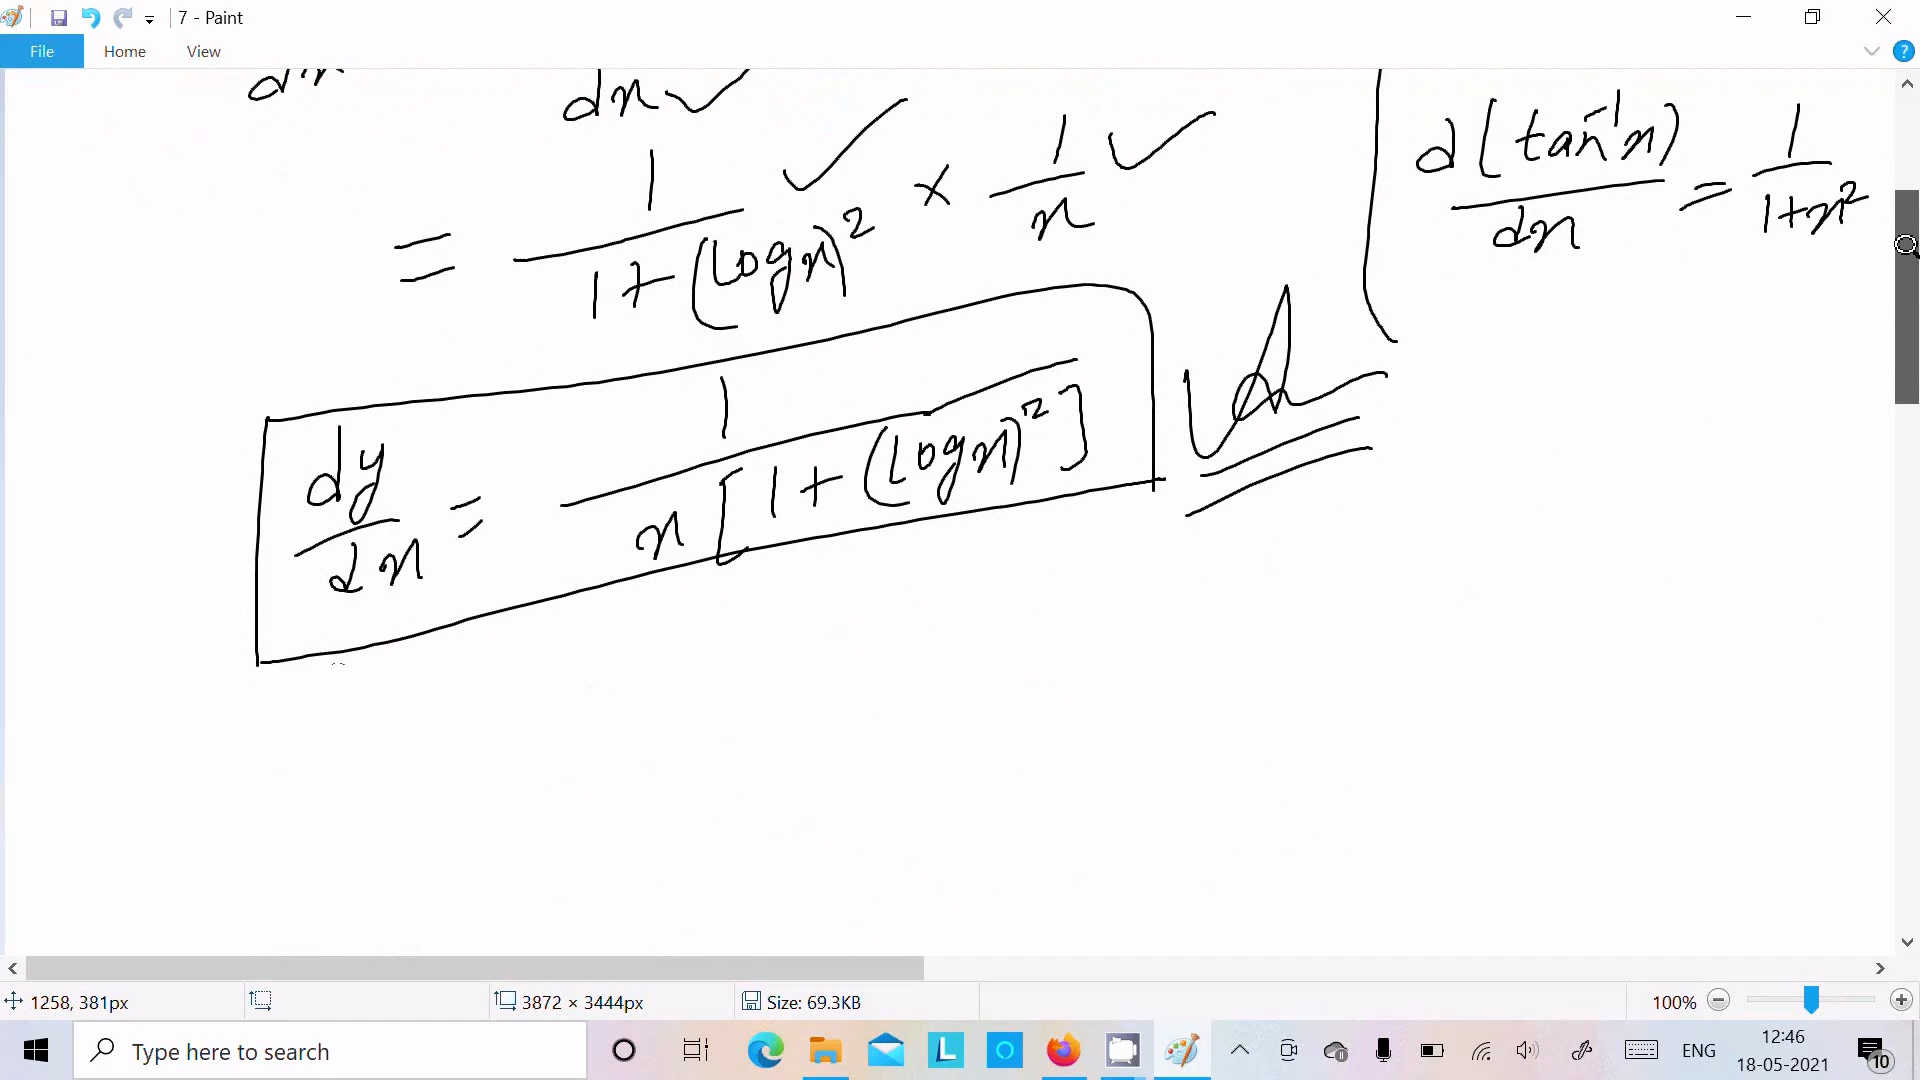 7 - Paint
File Home View
dx dx
= 1/1+(logx)² × 1/x
d(tan⁻¹x)/dx = 1/1+x²
dy/dx = 1/x[1+(logx)²]
1258, 381px 3872 × 3444px Size: 69.3KB 100%
Type here to search
L
ENG
12:46
18-05-2021
10